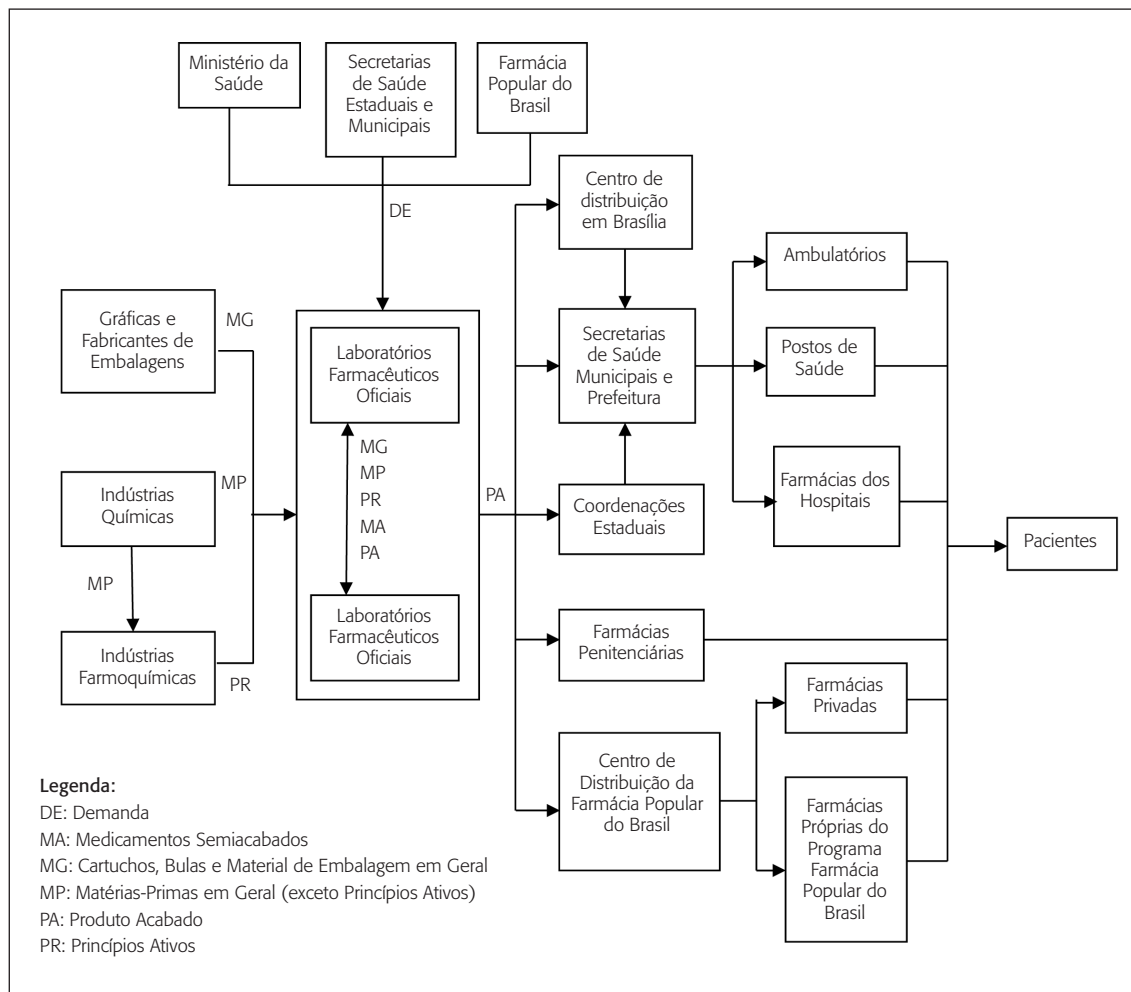 Ministério da
Saúde
Secretarias
de Saúde
Estaduais e
Municipais
Farmácia
Popular do
Brasil
DE
Centro de
distribuição
em Brasília
Ambulatórios
Gráficas e
Fabricantes de
Embalagens
MG
Laboratórios
Farmacêuticos
Oficiais
Secretarias
de Saúde
Municipais e
Prefeitura
Postos de
Saúde
MG
MP
PR
MA
PA
Indústrias
Químicas
MP
PA
Coordenações
Estaduais
Farmácias dos
Hospitais
Pacientes
MP
Indústrias
Farmoquímicas
PR
Laboratórios
Farmacêuticos
Oficiais
Farmácias
Penitenciárias
Farmácias
Privadas
Centro de
Distribuição da
Farmácia Popular
do Brasil
Farmácias
Próprias do
Programa
Farmácia
Popular do
Brasil
Legenda:
DE: Demanda
MA: Medicamentos Semiacabados
MG: Cartuchos, Bulas e Material de Embalagem em Geral
MP: Matérias-Primas em Geral (exceto Princípios Ativos)
PA: Produto Acabado
PR: Princípios Ativos